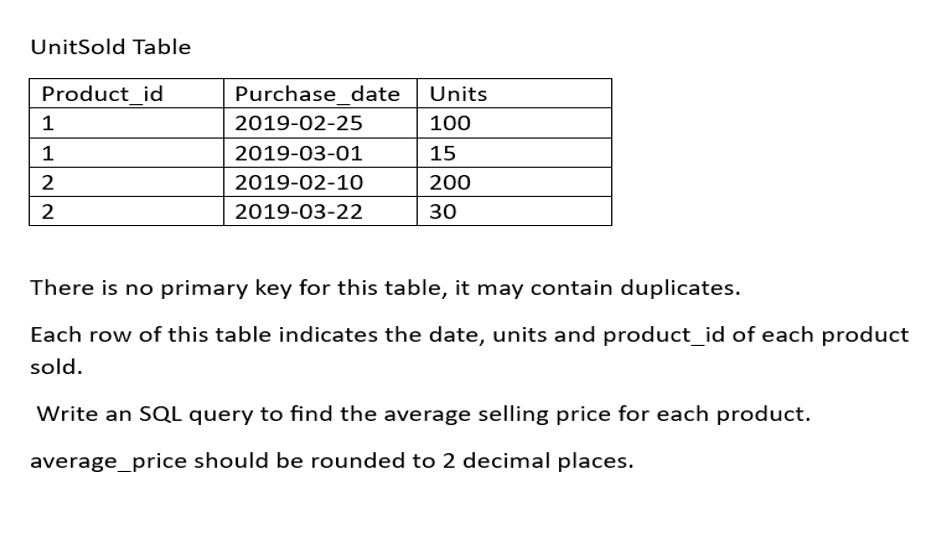 UnitSold Table
Product_id Purchase_date Units
1 2019-02-25 100
1 2019-03-01 15
2 2019-02-10 200
2 2019-03-22 30
There is no primary key for this table, it may contain duplicates.
Each row of this table indicates the date, units and product_id of each product
sold.
Write an SQL query to find the average selling price for each product.
average_price should be rounded to 2 decimal places.